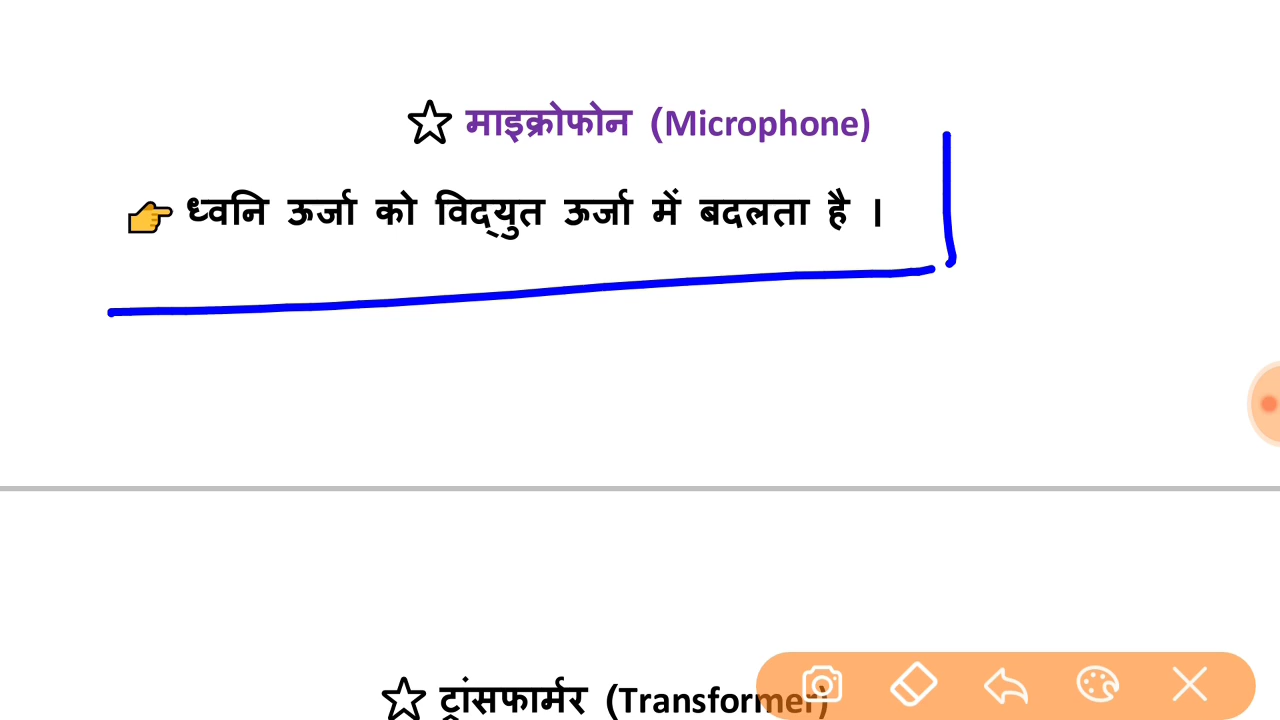 ☆ माइक्रोफोन (Microphone)
👉 ध्वनि ऊर्जा को विद्युत ऊर्जा में बदलता है ।
☆ ट्रांसफार्मर (Transformer)